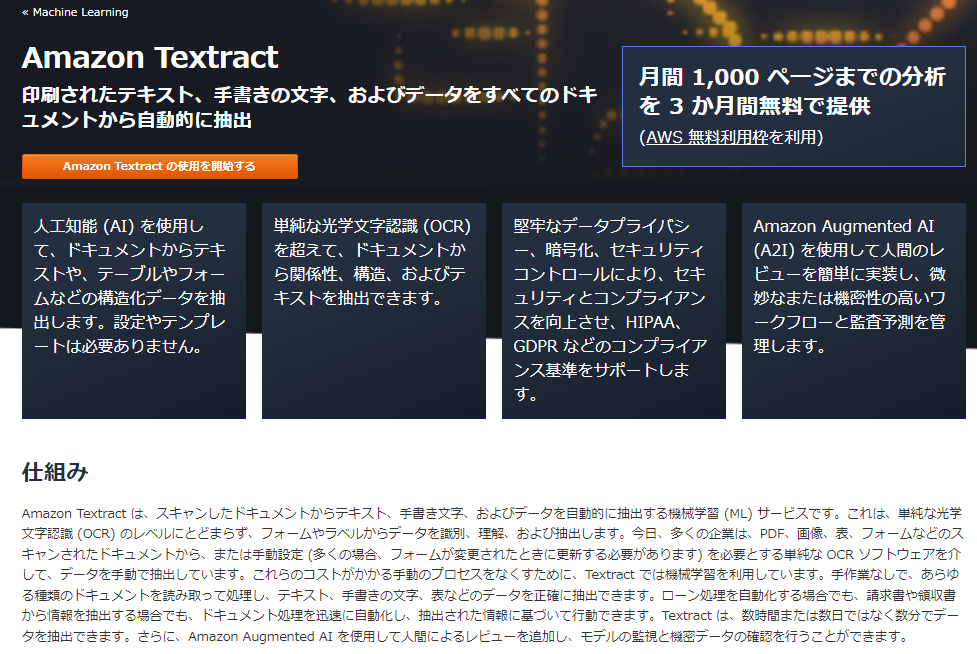 « Machine Learning
Amazon Textract
印刷されたテキスト、手書きの文字、およびデータをすべてのドキ
ュメントから自動的に抽出
Amazon Textract の使用を開始する
月間 1,000 ページまでの分析
を 3 か月間無料で提供
(AWS 無料利用枠を利用)
人工知能 (AI) を使用し
て、ドキュメントからテキ
ストや、テーブルやフォー
ムなどの構造化データを抽
出します。設定やテンプレ
ートは必要ありません。
単純な光学文字認識 (OCR)
を超えて、ドキュメントか
ら関係性、構造、およびテ
キストを抽出できます。
堅牢なデータプライバシ
ー、暗号化、セキュリティ
コントロールにより、セキ
ュリティとコンプライアン
スを向上させ、HIPAA、
GDPR などのコンプライア
ンス基準をサポートしま
す。
Amazon Augmented AI
(A2I) を使用して人間のレ
ビューを簡単に実装し、微
妙なまたは機密性の高いワ
ークフローと監査予測を管
理します。
仕組み
Amazon Textract は、スキャンしたドキュメントからテキスト、手書き文字、およびデータを自動的に抽出する機械学習 (ML) サービスです。これは、単純な光学
文字認識 (OCR) のレベルにとどまらず、フォームやラベルからデータを識別、理解、および抽出します。今日、多くの企業は、PDF、画像、表、フォームなどのス
キャンされたドキュメントから、または手動設定 (多くの場合、フォームが変更されたときに更新する必要があります) を必要とする単純な OCR ソフトウェアを介
して、データを手動で抽出しています。これらのコストがかかる手動のプロセスをなくすために、Textract では機械学習を利用しています。手作業なしで、あらゆ
る種類のドキュメントを読み取って処理し、テキスト、手書きの文字、表などのデータを正確に抽出できます。ローン処理を自動化する場合でも、請求書や領収書
から情報を抽出する場合でも、ドキュメント処理を迅速に自動化し、抽出された情報に基づいて行動できます。Textract は、数時間または数日ではなく数分でデー
タを抽出できます。さらに、Amazon Augmented AI を使用して人間によるレビューを追加し、モデルの監視と機密データの確認を行うことができます。